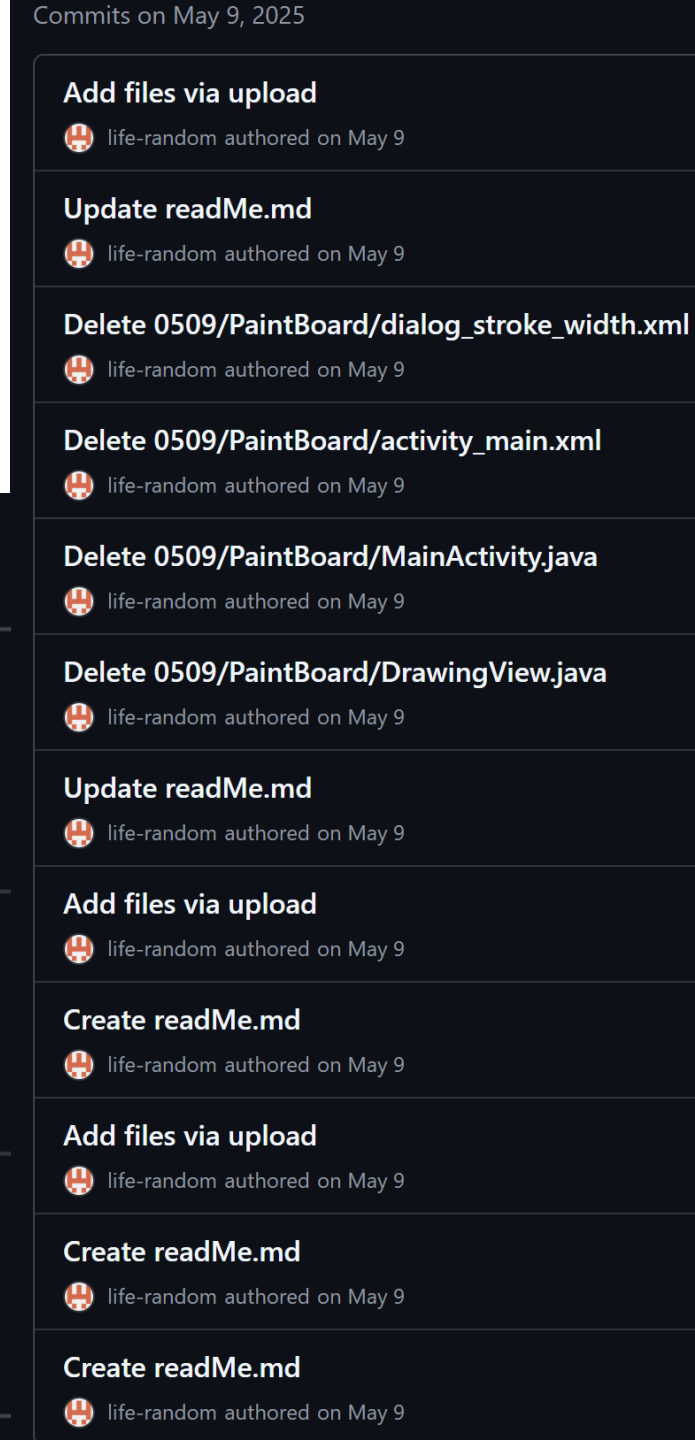 Commits on May 9, 2025
Add files via upload
life-random authored on May 9
Update readMe.md
life-random authored on May 9
Delete 0509/PaintBoard/dialog_stroke_width.xml
life-random authored on May 9
Delete 0509/PaintBoard/activity_main.xml
life-random authored on May 9
Delete 0509/PaintBoard/MainActivity.java
life-random authored on May 9
Delete 0509/PaintBoard/DrawingView.java
life-random authored on May 9
Update readMe.md
life-random authored on May 9
Add files via upload
life-random authored on May 9
Create readMe.md
life-random authored on May 9
Add files via upload
life-random authored on May 9
Create readMe.md
life-random authored on May 9
Create readMe.md
life-random authored on May 9